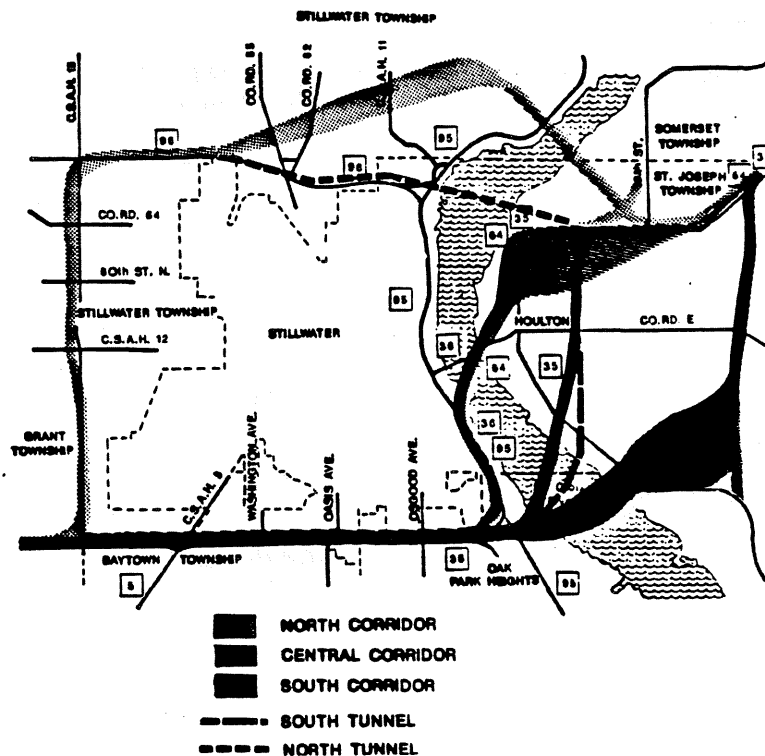 STILLWATER TOWNSHIP
C.S.A.H. 15
CO.RD. 55
CO.RD. 62
C.S.A.H. 11
96
95
96
SOMERSET
TOWNSHIP
ST. JOSEPH
TOWNSHIP
64
35
64
CO.RD. 64
80th ST. N.
STILLWATER TOWNSHIP
C.S.A.H. 12
STILLWATER
95
36
HOULTON
CO.RD. E
64
35
36
95
GRANT
TOWNSHIP
C.S.A.H. 5
WASHINGTON AVE.
OASIS AVE.
OSGOOD AVE.
BAYTOWN TOWNSHIP
5
36
OAK
PARK HEIGHTS
95
NORTH CORRIDOR
CENTRAL CORRIDOR
SOUTH CORRIDOR
SOUTH TUNNEL
NORTH TUNNEL